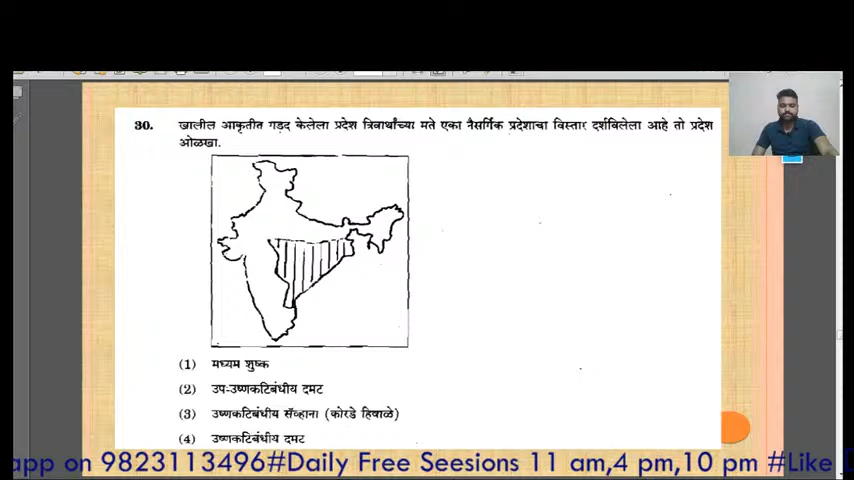 30. खालील आकृतीत गडद केलेला प्रदेश त्रिवार्थांच्या मते एका नैसर्गिक प्रदेशाचा विस्तार दर्शविलेला आहे तो प्रदेश
ओळखा.
(1) मध्यम शुष्क
(2) उप-उष्णकटिबंधीय दमट
(3) उष्णकटिबंधीय सॅव्हाना (कोरडे हिवाळे)
(4) उष्णकटिबंधीय दमट
app on 9823113496#Daily Free Seesions 11 am,4 pm,10 pm #Like